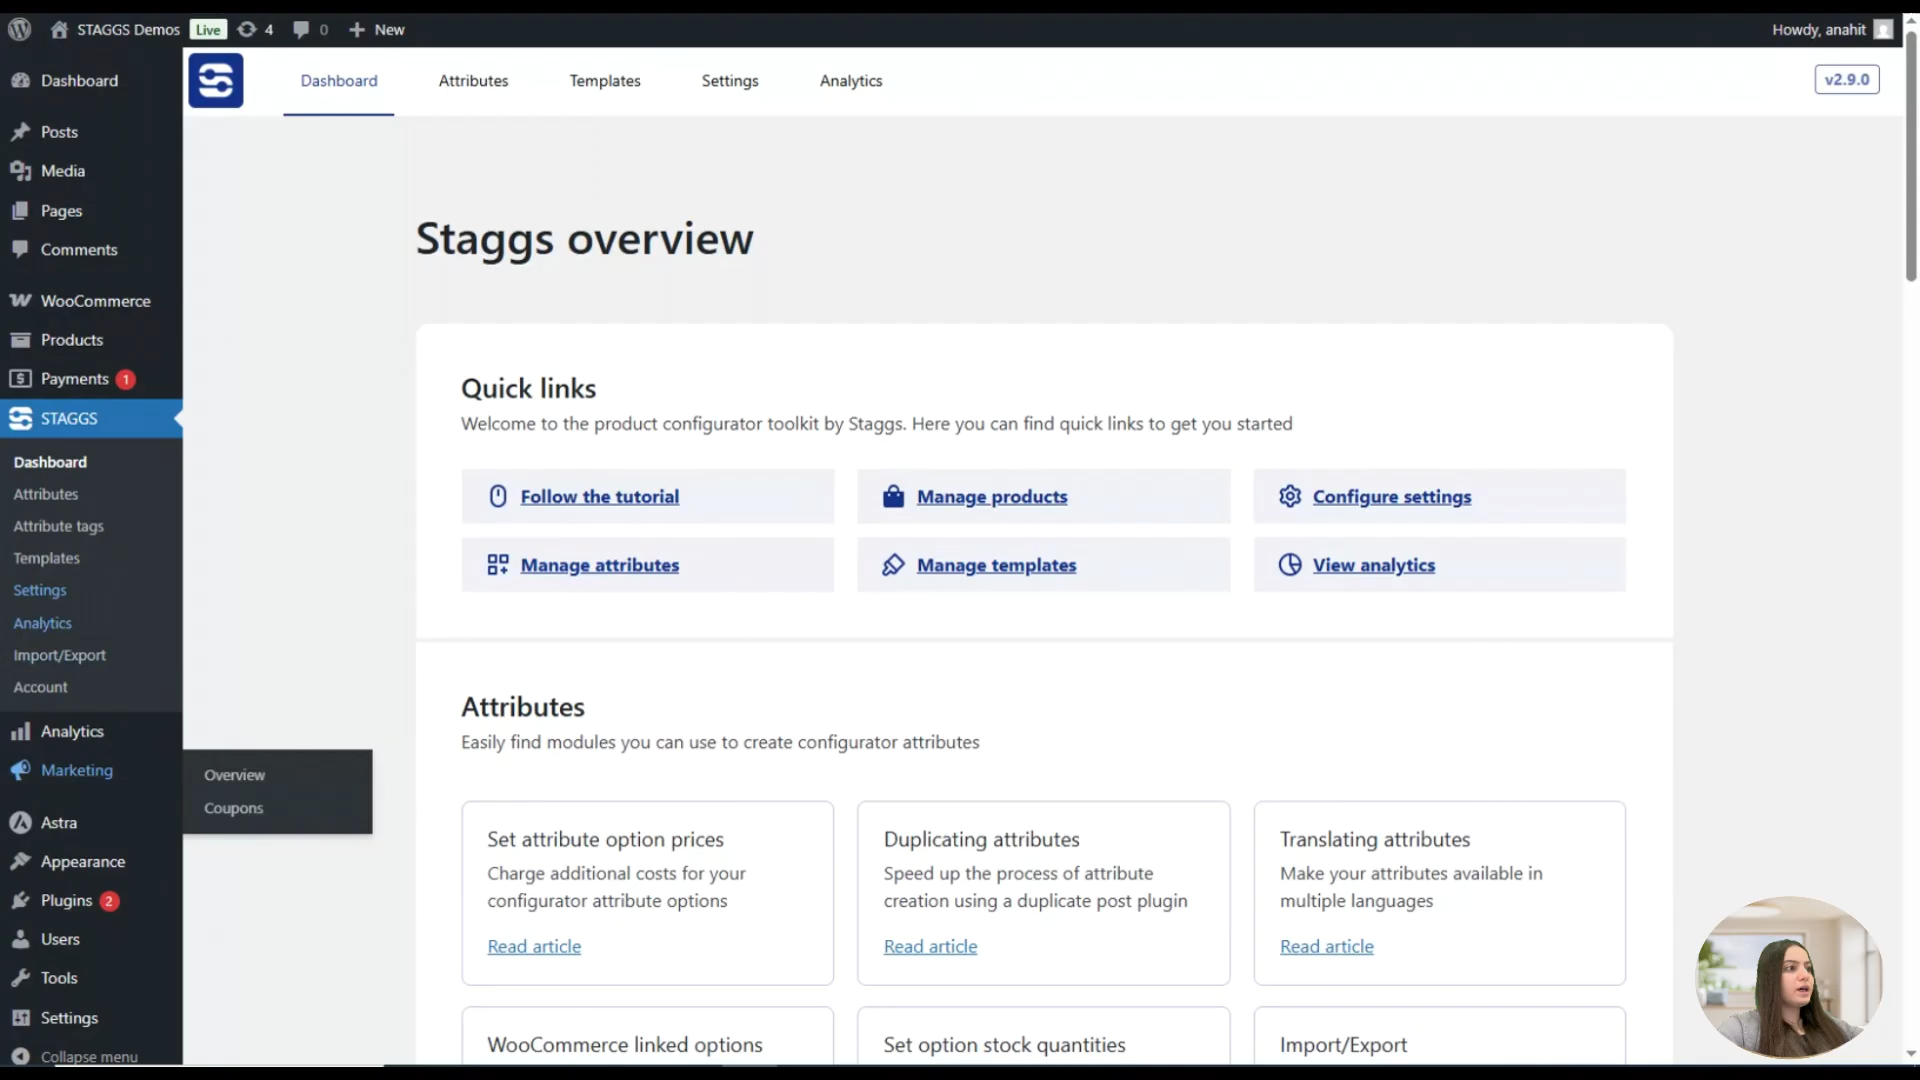 STAGGS Demos Live 4 0 New Howdy, anahit
Dashboard Attributes Templates Settings Analytics v2.9.0
Dashboard
Posts
Media
Pages
Comments
WooCommerce
Products
Payments 1
STAGGS
Dashboard
Attributes
Attribute tags
Templates
Settings
Analytics
Import/Export
Account
Analytics
Marketing
Overview
Coupons
Astra
Appearance
Plugins 2
Users
Tools
Settings
Collapse menu
Staggs overview
Quick links
Welcome to the product configurator toolkit by Staggs. Here you can find quick links to get you started
Follow the tutorial
Manage products
Configure settings
Manage attributes
Manage templates
View analytics
Attributes
Easily find modules you can use to create configurator attributes
Set attribute option prices
Charge additional costs for your
configurator attribute options
Read article
Duplicating attributes
Speed up the process of attribute
creation using a duplicate post plugin
Read article
Translating attributes
Make your attributes available in
multiple languages
Read article
WooCommerce linked options
Set option stock quantities
Import/Export